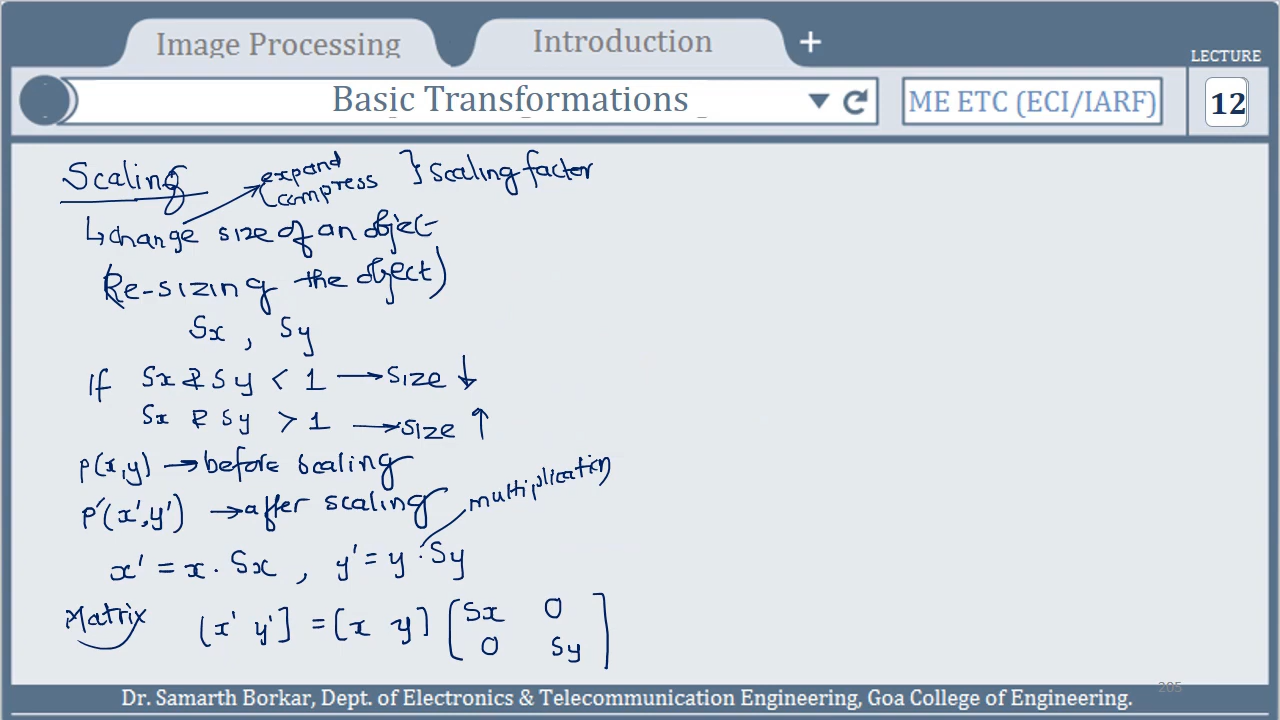 Image Processing
Introduction
+
LECTURE
Basic Transformations
ME ETC (ECI/IARF)
12
Scaling
expand
compress
} scaling factor
↳ change size of an object
(Re-sizing the object)
Sx , Sy
If Sx & Sy < 1 → Size ↓
Sx & Sy > 1 → size ↑
P(x,y) → before scaling
P'(x',y') → after scaling
multiplication
x' = x . Sx , y' = y . Sy
Matrix [x' y'] = [x y] [Sx 0
0 Sy]
205
Dr. Samarth Borkar, Dept. of Electronics & Telecommunication Engineering, Goa College of Engineering.